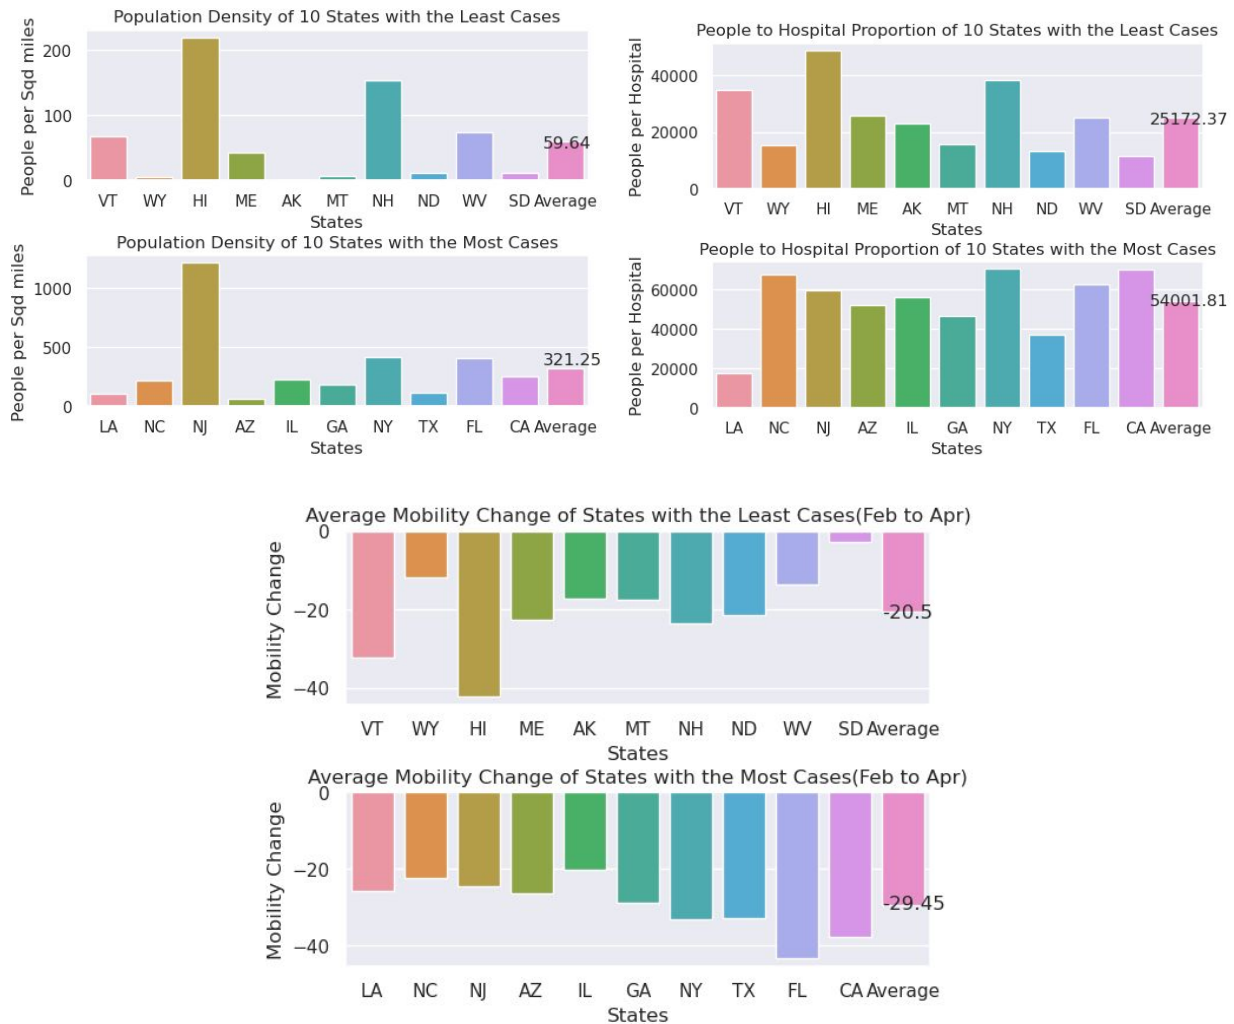 Population Density of 10 States with the Least Cases
People per Sqd miles
200
100
0
59.64
VT WY HI ME AK MT NH ND WV SD Average
States
People to Hospital Proportion of 10 States with the Least Cases
People per Hospital
40000
20000
0
25172.37
VT WY HI ME AK MT NH ND WV SD Average
States
Population Density of 10 States with the Most Cases
People per Sqd miles
1000
500
0
321.25
LA NC NJ AZ IL GA NY TX FL CA Average
States
People to Hospital Proportion of 10 States with the Most Cases
People per Hospital
60000
40000
20000
0
54001.81
LA NC NJ AZ IL GA NY TX FL CA Average
States
Average Mobility Change of States with the Least Cases(Feb to Apr)
Mobility Change
0
−20
−40
-20.5
VT WY HI ME AK MT NH ND WV SD Average
States
Average Mobility Change of States with the Most Cases(Feb to Apr)
Mobility Change
0
−20
−40
-29.45
LA NC NJ AZ IL GA NY TX FL CA Average
States